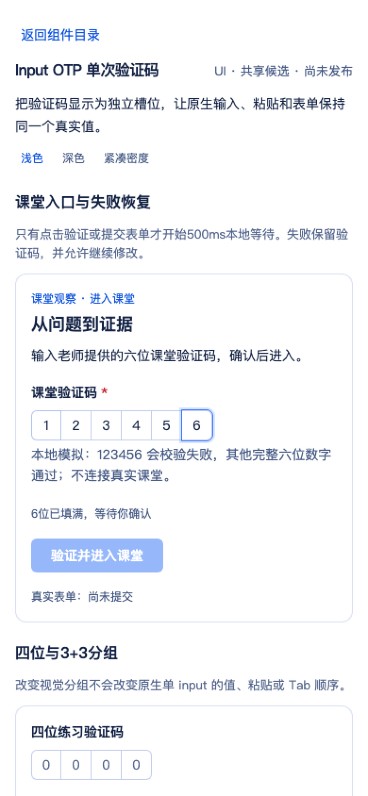 返回组件目录
Input OTP 单次验证码
UI · 共享候选 · 尚未发布
把验证码显示为独立槽位，让原生输入、粘贴和表单保持
同一个真实值。
浅色 深色 紧凑密度
课堂入口与失败恢复
只有点击验证或提交表单才开始500ms本地等待。失败保留验
证码，并允许继续修改。
课堂观察 · 进入课堂
从问题到证据
输入老师提供的六位课堂验证码，确认后进入。
课堂验证码 *
1 2 3 4 5 6
本地模拟：123456 会校验失败，其他完整六位数字
通过；不连接真实课堂。
6位已填满，等待你确认
验证并进入课堂
真实表单：尚未提交
四位与3+3分组
改变视觉分组不会改变原生单 input 的值、粘贴或 Tab 顺序。
四位练习验证码
0 0 0 0